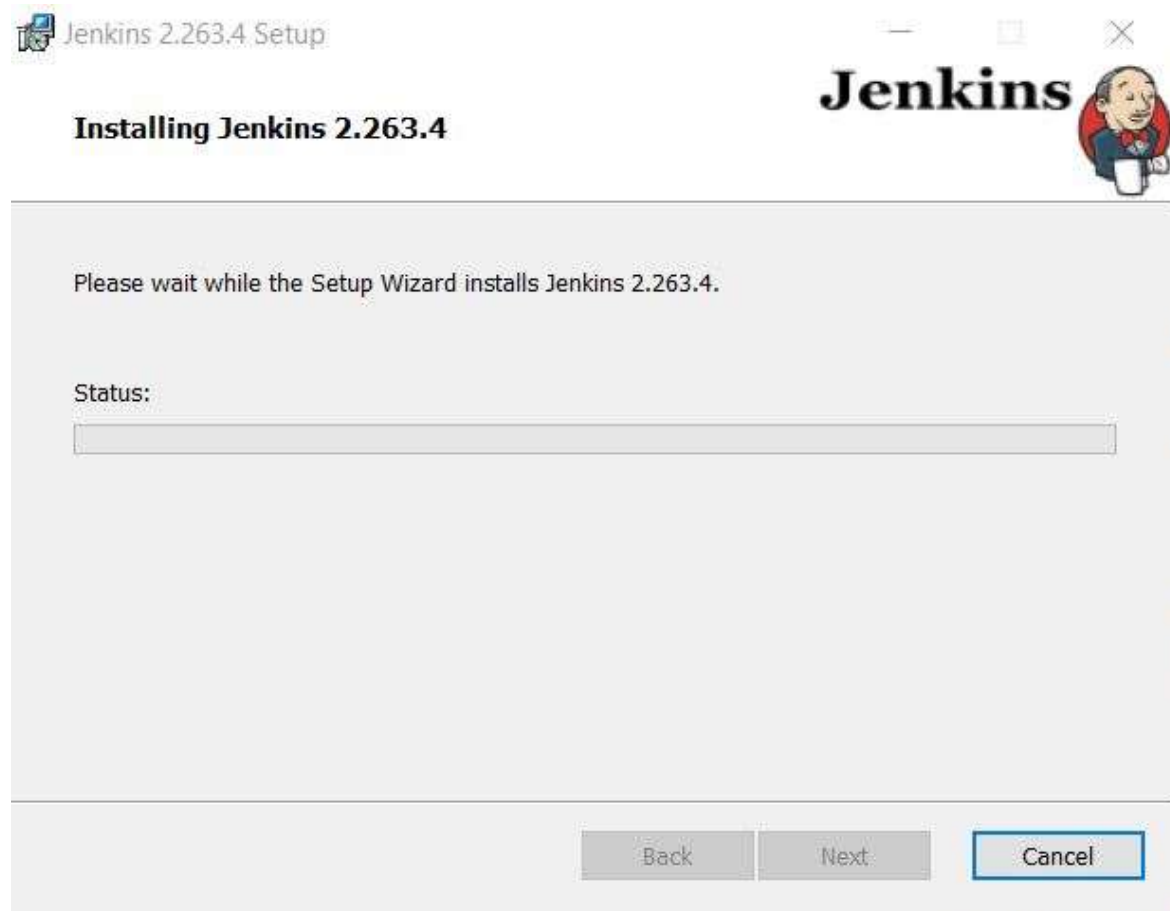 Jenkins 2.263.4 Setup
Jenkins
Installing Jenkins 2.263.4
Please wait while the Setup Wizard installs Jenkins 2.263.4.
Status:
Back Next Cancel